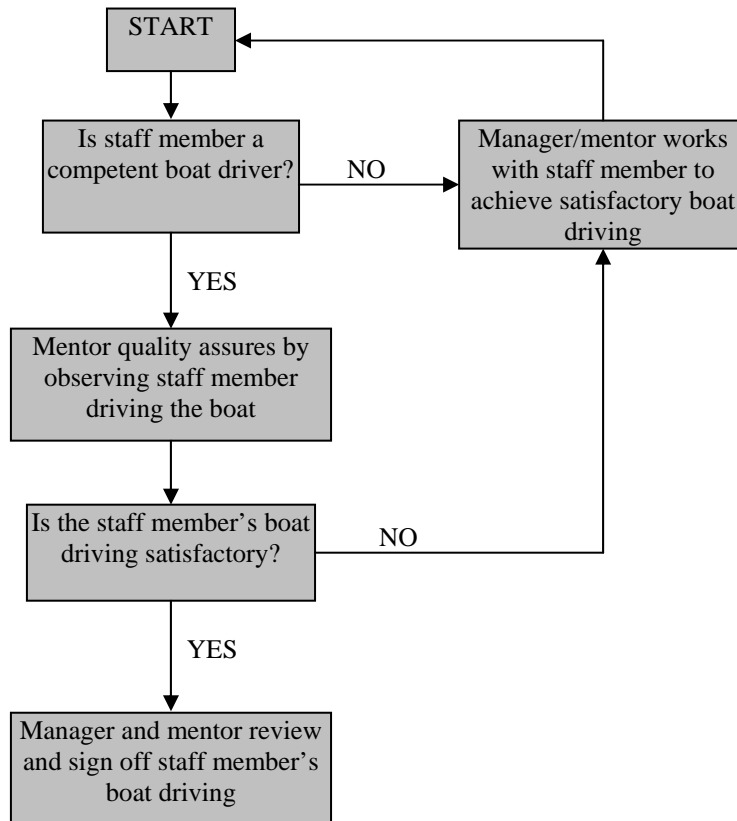 START
Is staff member a
competent boat driver?
NO
Manager/mentor works
with staff member to
achieve satisfactory boat
driving
YES
Mentor quality assures by
observing staff member
driving the boat
Is the staff member’s boat
driving satisfactory?
NO
YES
Manager and mentor review
and sign off staff member’s
boat driving